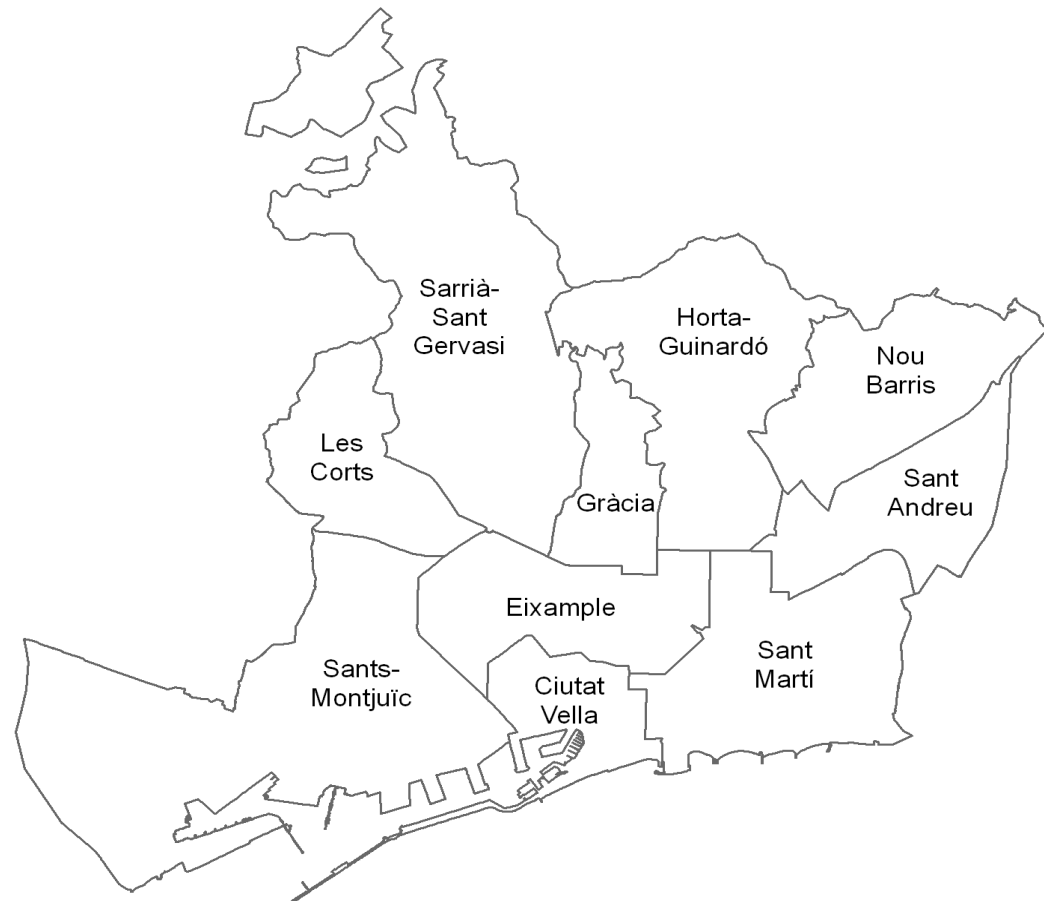 Sarrià-
Sant
Gervasi
Horta-
Guinardó
Nou
Barris
Les
Corts
Gràcia
Sant
Andreu
Eixample
Sants-
Montjuïc
Ciutat
Vella
Sant
Martí